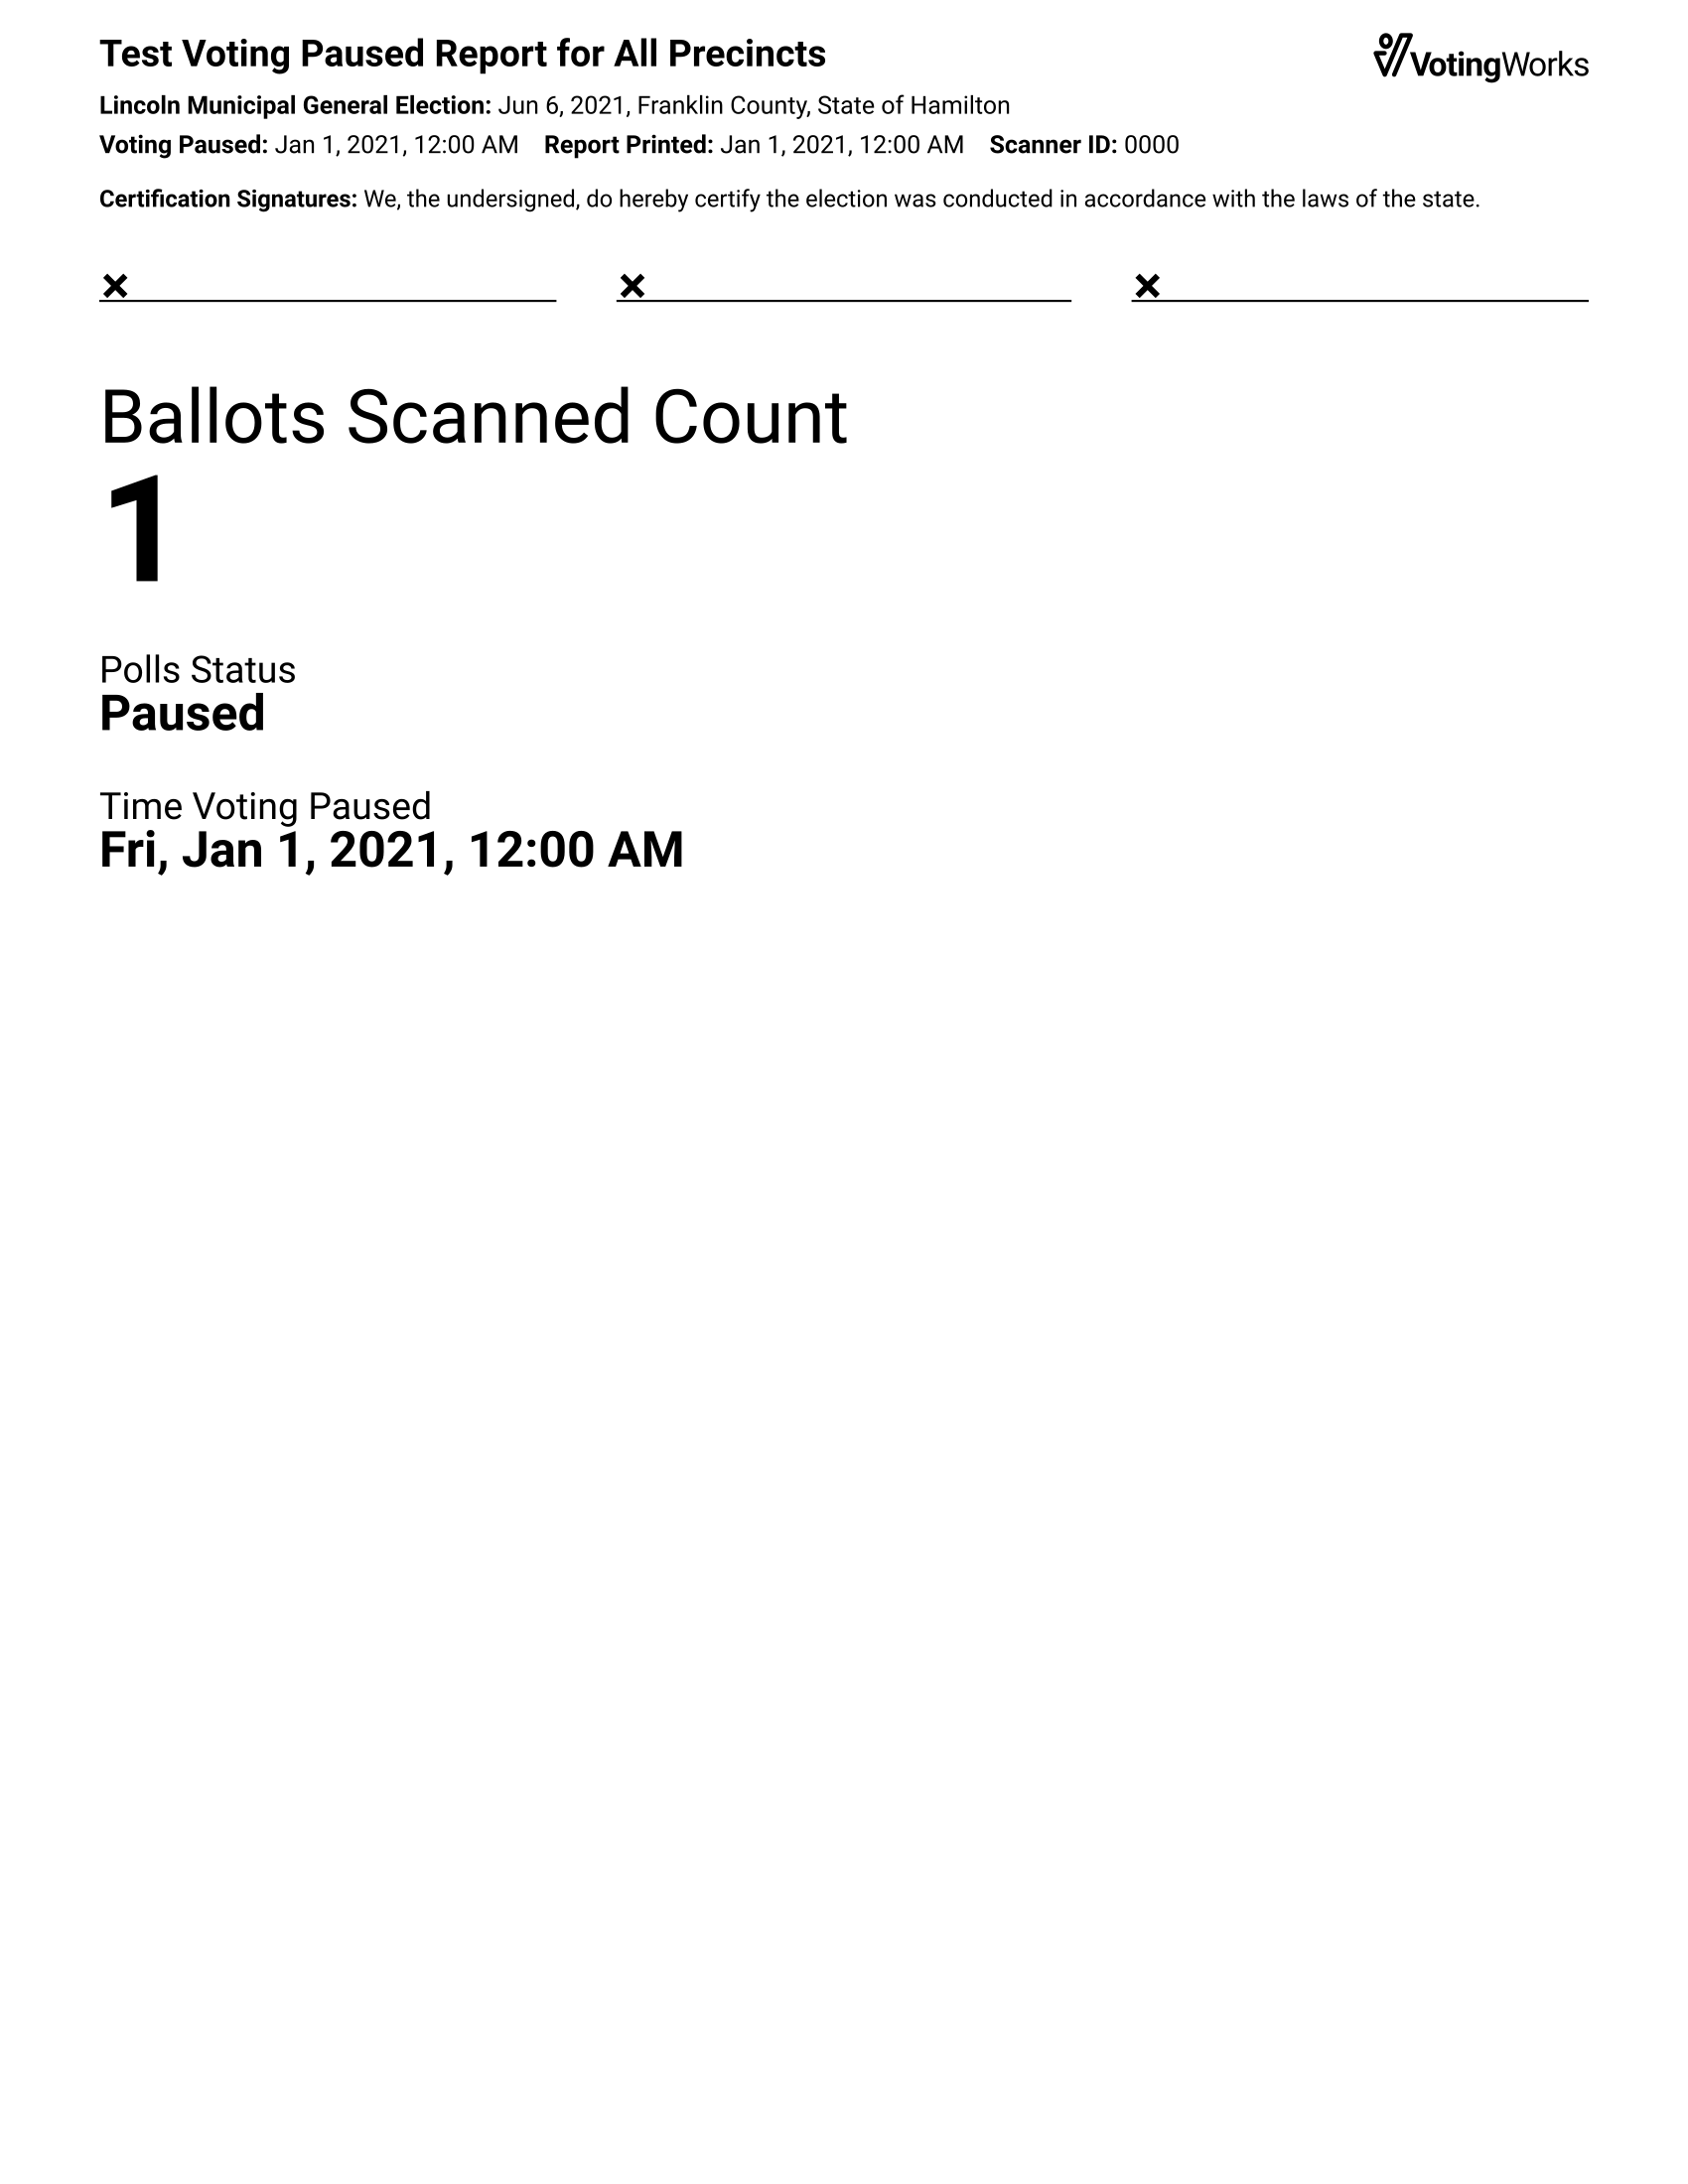 Test Voting Paused Report for All Precincts
VotingWorks
Lincoln Municipal General Election: Jun 6, 2021, Franklin County, State of Hamilton
Voting Paused: Jan 1, 2021, 12:00 AM Report Printed: Jan 1, 2021, 12:00 AM Scanner ID: 0000
Certification Signatures: We, the undersigned, do hereby certify the election was conducted in accordance with the laws of the state.
Ballots Scanned Count
1
Polls Status
Paused
Time Voting Paused
Fri, Jan 1, 2021, 12:00 AM